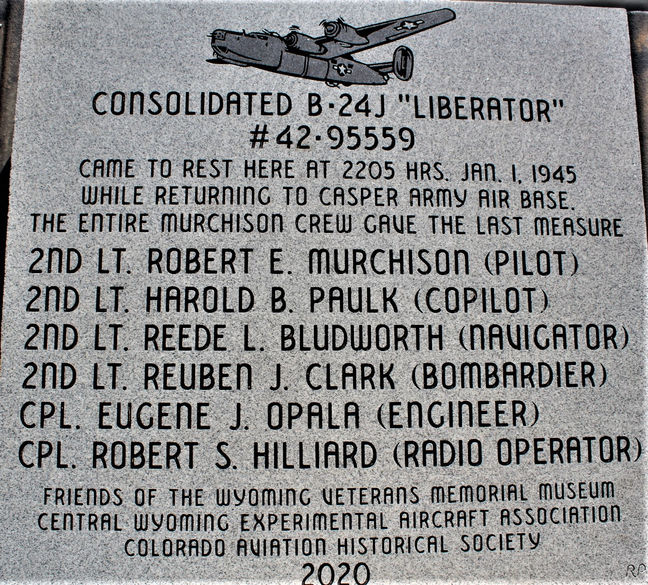 CONSOLIDATED B-24J "LIBERATOR"
#42-95559
CAME TO REST HERE AT 2205 HRS. JAN. 1, 1945
WHILE RETURNING TO CASPER ARMY AIR BASE.
THE ENTIRE MURCHISON CREW GAVE THE LAST MEASURE
2ND LT. ROBERT E. MURCHISON (PILOT)
2ND LT. HAROLD B. PAULK (COPILOT)
2ND LT. REEDE L. BLUDWORTH (NAVIGATOR)
2ND LT. REUBEN J. CLARK (BOMBARDIER)
CPL. EUGENE J. OPALA (ENGINEER)
CPL. ROBERT S. HILLIARD (RADIO OPERATOR)
FRIENDS OF THE WYOMING VETERANS MEMORIAL MUSEUM
CENTRAL WYOMING EXPERIMENTAL AIRCRAFT ASSOCIATION
COLORADO AVIATION HISTORICAL SOCIETY
2020